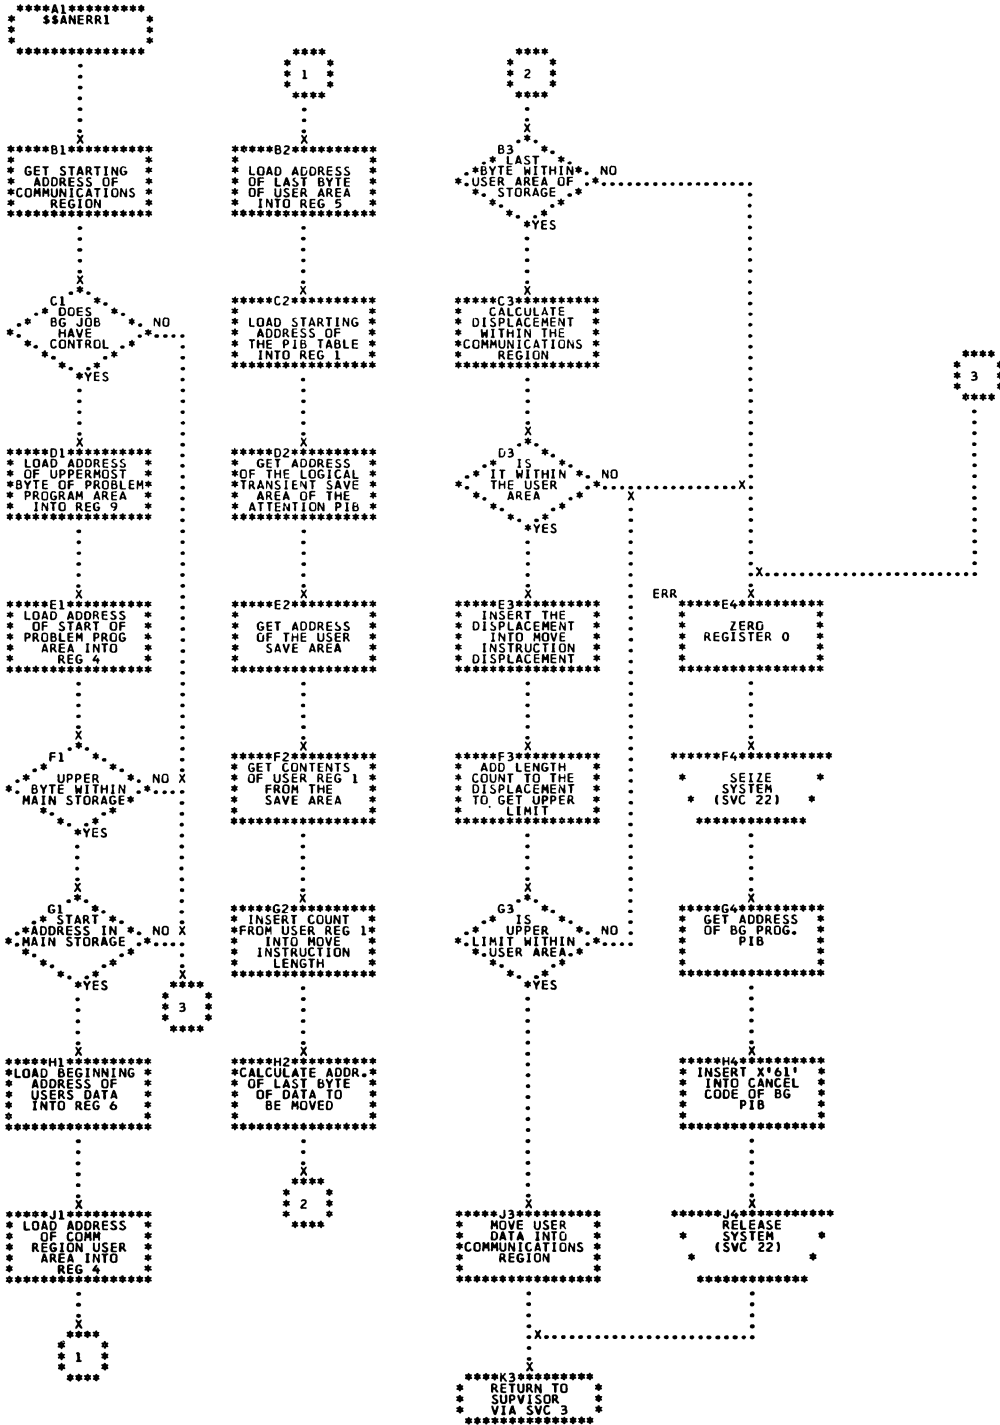 A1
$$ANERR1
B1
GET STARTING
ADDRESS OF
COMMUNICATIONS
REGION
C1
DOES
BG JOB
HAVE
CONTROL
NO
YES
D1
LOAD ADDRESS
OF UPPERMOST
BYTE OF PROBLEM
PROGRAM AREA
INTO REG 9
E1
LOAD ADDRESS
OF START OF
PROBLEM PROG
AREA INTO
REG 4
F1
UPPER
BYTE WITHIN
MAIN STORAGE
NO
YES
G1
START
ADDRESS IN
MAIN STORAGE
NO
YES
3
H1
LOAD BEGINNING
ADDRESS OF
USERS DATA
INTO REG 6
J1
LOAD ADDRESS
OF COMM
REGION USER
AREA INTO
REG 4
1
1
B2
LOAD ADDRESS
OF LAST BYTE
OF USER AREA
INTO REG 5
C2
LOAD STARTING
ADDRESS OF
THE PIB TABLE
INTO REG 1
D2
GET ADDRESS
OF THE LOGICAL
TRANSIENT SAVE
AREA OF THE
ATTENTION PIB
E2
GET ADDRESS
OF THE USER
SAVE AREA
F2
GET CONTENTS
OF USER REG 1
FROM THE
SAVE AREA
G2
INSERT COUNT
FROM USER REG 1
INTO MOVE
INSTRUCTION
LENGTH
H2
CALCULATE ADDR.
OF LAST BYTE
OF DATA TO
BE MOVED
2
2
B3
LAST
BYTE WITHIN
USER AREA OF
STORAGE
NO
YES
C3
CALCULATE
DISPLACEMENT
WITHIN THE
COMMUNICATIONS
REGION
D3
IS
IT WITHIN
THE USER
AREA
NO
YES
E3
INSERT THE
DISPLACEMENT
INTO MOVE
INSTRUCTION
DISPLACEMENT
F3
ADD LENGTH
COUNT TO THE
DISPLACEMENT
TO GET UPPER
LIMIT
G3
IS
UPPER
LIMIT WITHIN
USER AREA.
NO
YES
J3
MOVE USER
DATA INTO
COMMUNICATIONS
REGION
K3
RETURN TO
SUPVISOR
VIA SVC 3
3
ERR
E4
ZERO
REGISTER 0
F4
SEIZE
SYSTEM
(SVC 22)
G4
GET ADDRESS
OF BG PROG.
PIB
H4
INSERT X'61'
INTO CANCEL
CODE OF BG
PIB
J4
RELEASE
SYSTEM
(SVC 22)